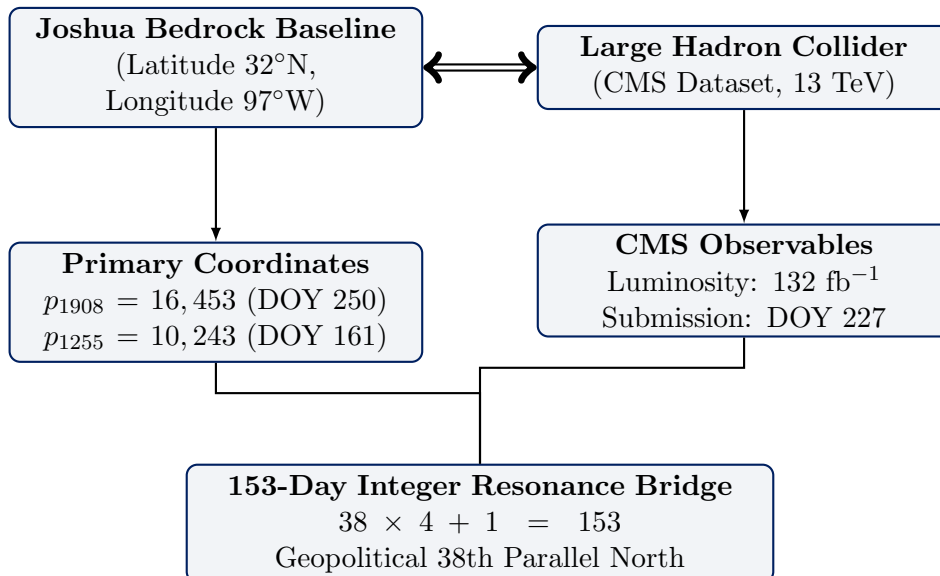 Joshua Bedrock Baseline
(Latitude 32°N,
Longitude 97°W)
Large Hadron Collider
(CMS Dataset, 13 TeV)
Primary Coordinates
p₁₉₀₈ = 16,453 (DOY 250)
p₁₂₅₅ = 10,243 (DOY 161)
CMS Observables
Luminosity: 132 fb⁻¹
Submission: DOY 227
153-Day Integer Resonance Bridge
38 × 4 + 1 = 153
Geopolitical 38th Parallel North